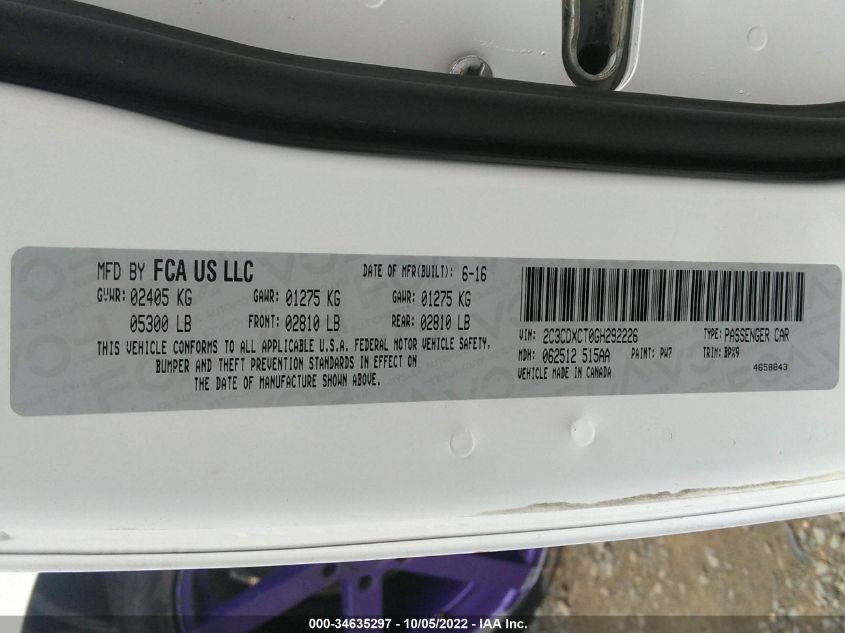 MFD BY FCA US LLC DATE OF MFR(BUILT): 6-16
GVWR: 02405 KG GAWR: 01275 KG GAWR: 01275 KG
05300 LB FRONT: 02810 LB REAR: 02810 LB
THIS VEHICLE CONFORMS TO ALL APPLICABLE U.S.A. FEDERAL MOTOR VEHICLE SAFETY,
BUMPER AND THEFT PREVENTION STANDARDS IN EFFECT ON
THE DATE OF MANUFACTURE SHOWN ABOVE.
VIN: 2C3CDXCT0GH292226 TYPE: PASSENGER CAR
MDH: 062512 515AA PAINT: PW7 TRIM: BPX9
VEHICLE MADE IN CANADA 4658843
000-34635297 - 10/05/2022 - IAA Inc.